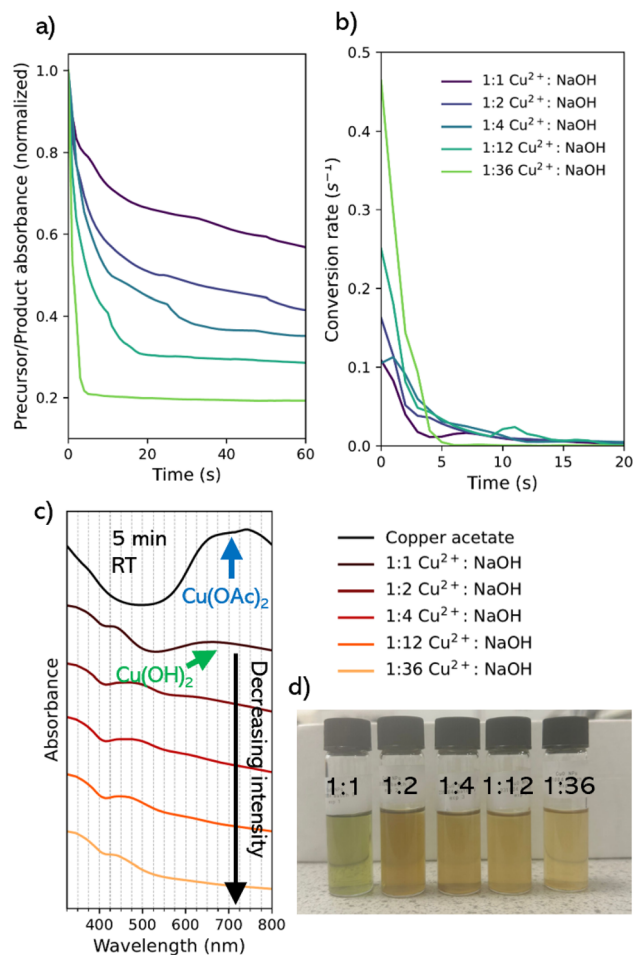 a)
1.0
0.8
0.6
0.4
0.2
0
20
40
60
Precursor/Product absorbance (normalized)
Time (s)
b)
0.5
0.4
0.3
0.2
0.1
0.0
0
5
10
15
20
Conversion rate (s⁻¹)
Time (s)
1:1 Cu²⁺: NaOH
1:2 Cu²⁺: NaOH
1:4 Cu²⁺: NaOH
1:12 Cu²⁺: NaOH
1:36 Cu²⁺: NaOH
c)
5 min
RT
Cu(OAc)₂
Cu(OH)₂
Decreasing intensity
Absorbance
400
500
600
700
800
Wavelength (nm)
Copper acetate
1:1 Cu²⁺: NaOH
1:2 Cu²⁺: NaOH
1:4 Cu²⁺: NaOH
1:12 Cu²⁺: NaOH
1:36 Cu²⁺: NaOH
d)
1:1
1:2
1:4
1:12
1:36